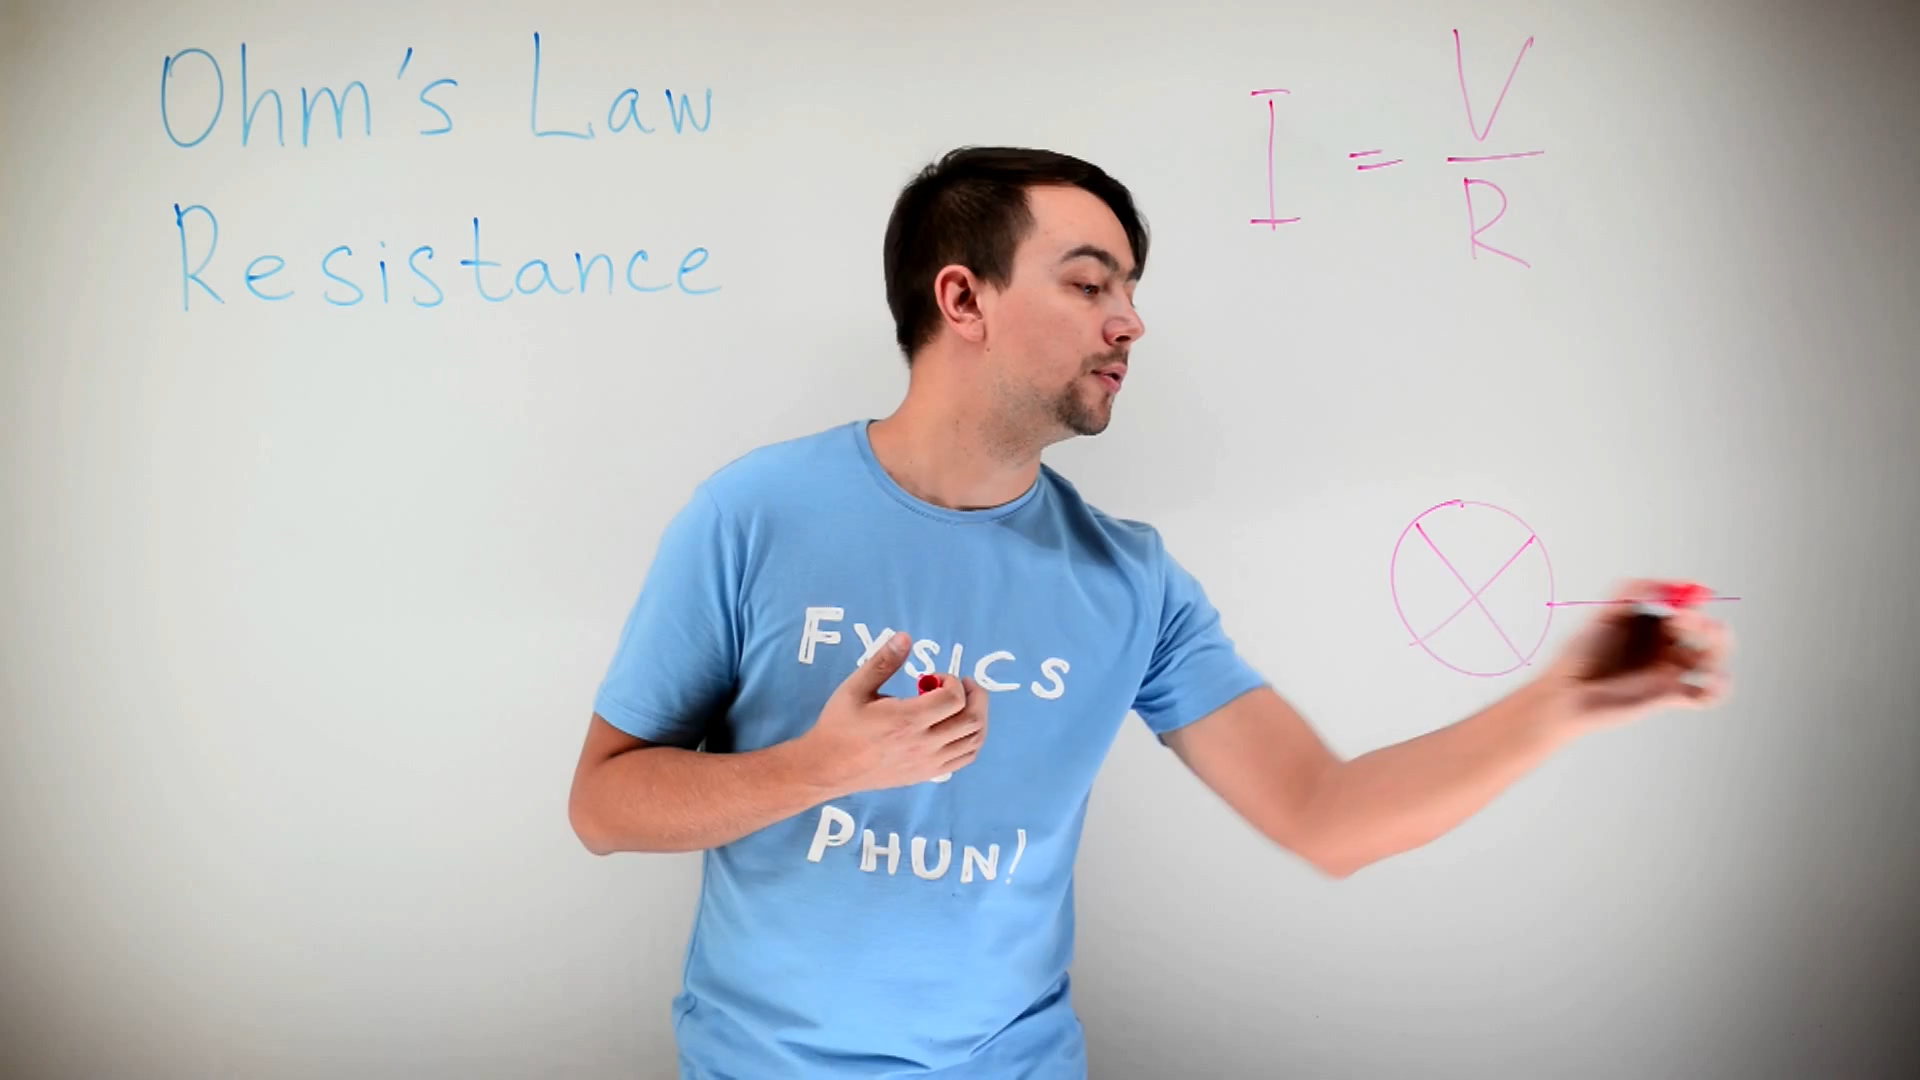 Ohm's Law
Resistance
I = V
R
FYSICS
PHUN!